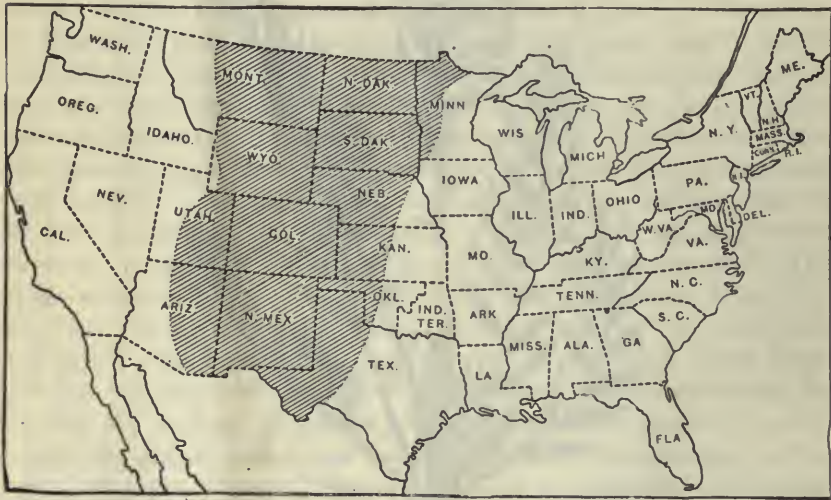 WASH.
OREG.
IDAHO.
MONT.
N. DAK.
MINN
S. DAK.
WYO.
NEB.
NEV.
UTAH.
COL.
CAL.
KAN.
ARIZ.
N. MEX
OKL.
IND.
TER.
TEX.
WIS
MICH
IOWA
ILL.
IND.
OHIO
MO.
KY.
W. VA.
VA.
ARK
TENN.
N. C.
S. C.
MISS.
ALA.
GA
LA
FLA
ME.
VT.
N.H
N. Y.
MASS.
CONN.
R. I.
PA.
N.J.
MD.
DEL.